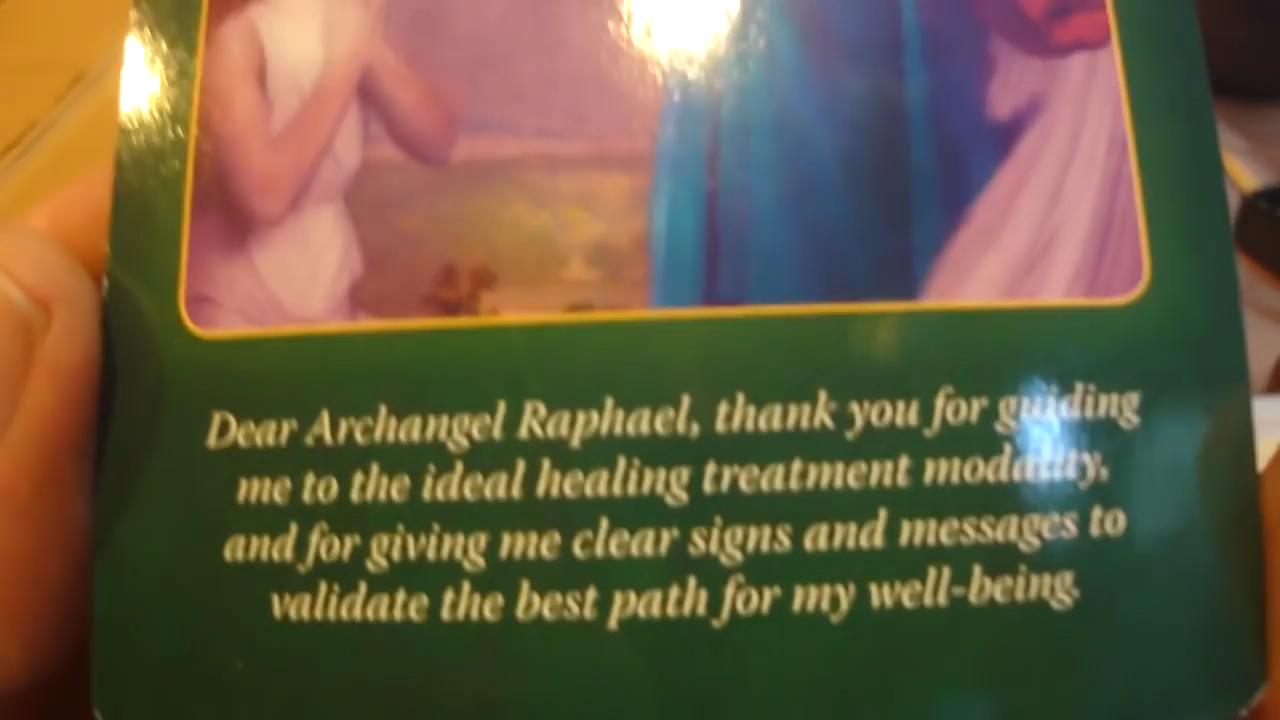 Dear Archangel Raphael, thank you for guiding
me to the ideal healing treatment modality,
and for giving me clear signs and messages to
validate the best path for my well-being.